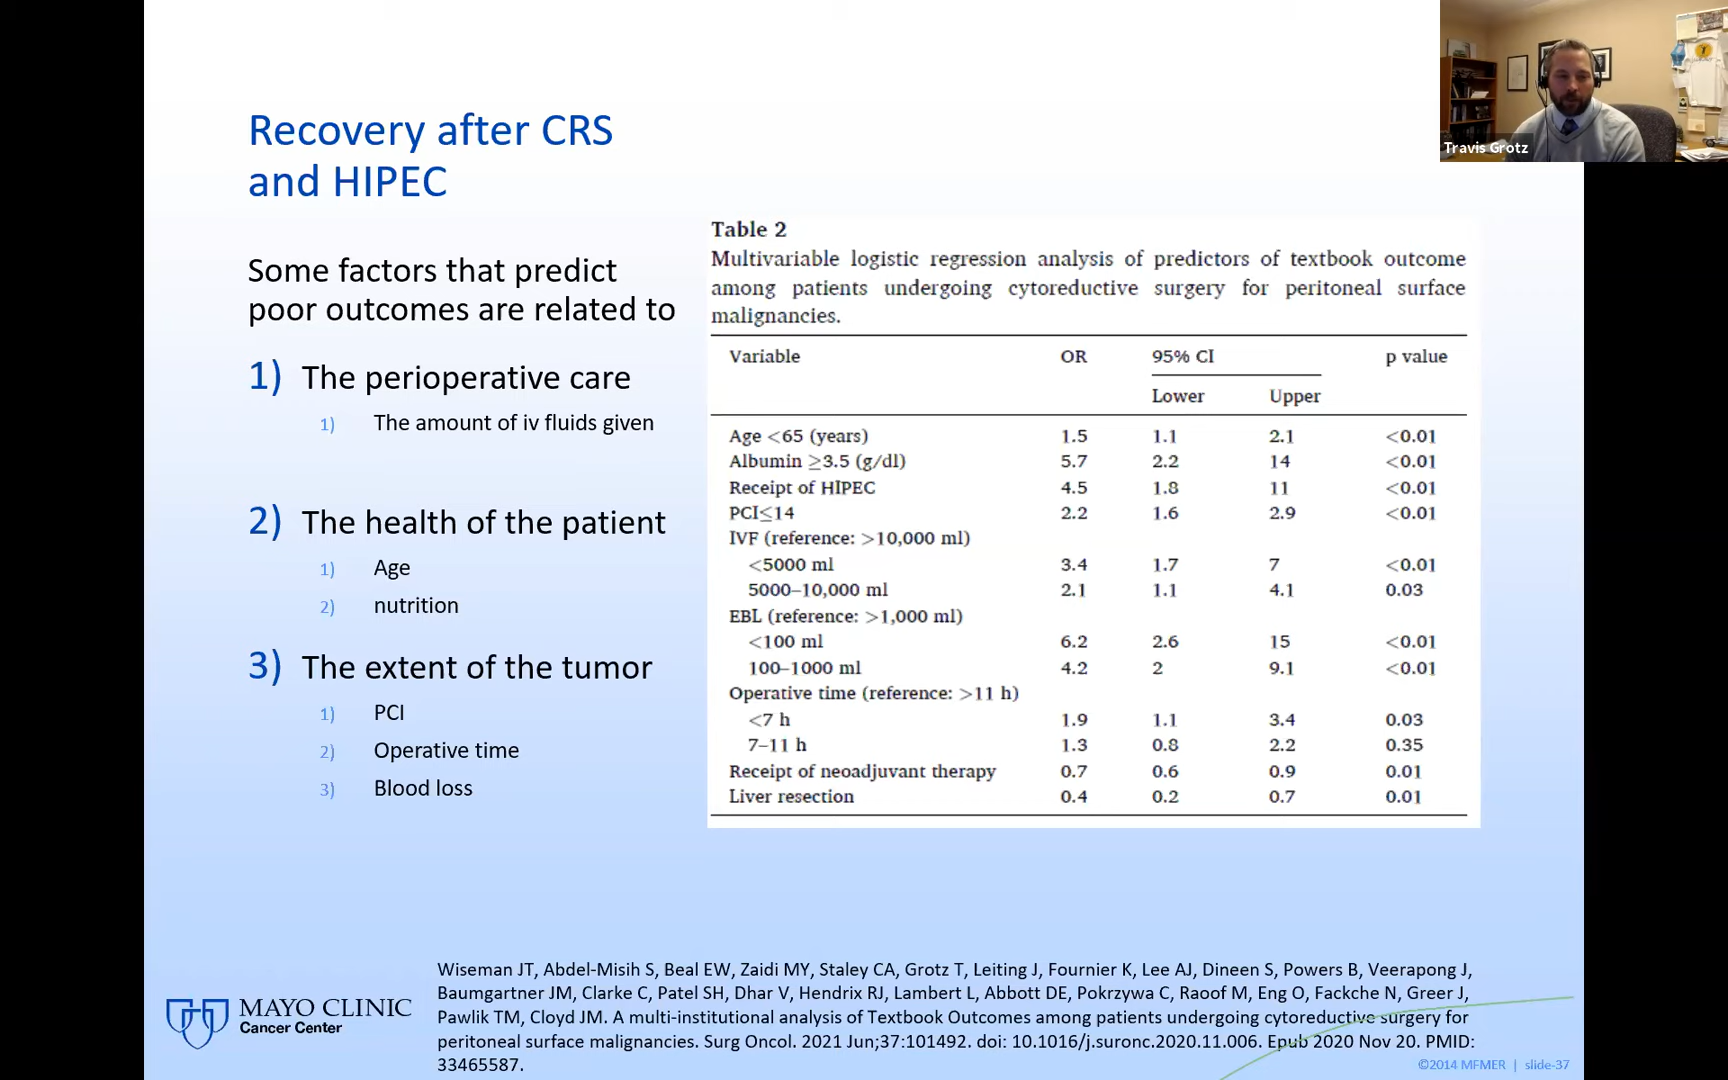 Travis Grotz
Recovery after CRS
and HIPEC
Some factors that predict
poor outcomes are related to
1) The perioperative care
1) The amount of iv fluids given
2) The health of the patient
1) Age
2) nutrition
3) The extent of the tumor
1) PCI
2) Operative time
3) Blood loss
Table 2
Multivariable logistic regression analysis of predictors of textbook outcome
among patients undergoing cytoreductive surgery for peritoneal surface
malignancies.
Variable OR 95% CI p value
Lower Upper
Age <65 (years) 1.5 1.1 2.1 <0.01
Albumin ≥3.5 (g/dl) 5.7 2.2 14 <0.01
Receipt of HIPEC 4.5 1.8 11 <0.01
PCI≤14 2.2 1.6 2.9 <0.01
IVF (reference: >10,000 ml)
<5000 ml 3.4 1.7 7 <0.01
5000–10,000 ml 2.1 1.1 4.1 0.03
EBL (reference: >1,000 ml)
<100 ml 6.2 2.6 15 <0.01
100–1000 ml 4.2 2 9.1 <0.01
Operative time (reference: >11 h)
<7 h 1.9 1.1 3.4 0.03
7–11 h 1.3 0.8 2.2 0.35
Receipt of neoadjuvant therapy 0.7 0.6 0.9 0.01
Liver resection 0.4 0.2 0.7 0.01
Wiseman JT, Abdel-Misih S, Beal EW, Zaidi MY, Staley CA, Grotz T, Leiting J, Fournier K, Lee AJ, Dineen S, Powers B, Veerapong J,
Baumgartner JM, Clarke C, Patel SH, Dhar V, Hendrix RJ, Lambert L, Abbott DE, Pokrzywa C, Raoof M, Eng O, Fackche N, Greer J,
Pawlik TM, Cloyd JM. A multi-institutional analysis of Textbook Outcomes among patients undergoing cytoreductive surgery for
peritoneal surface malignancies. Surg Oncol. 2021 Jun;37:101492. doi: 10.1016/j.suronc.2020.11.006. Epub 2020 Nov 20. PMID:
33465587.
MAYO CLINIC
Cancer Center
©2014 MFMER | slide-37